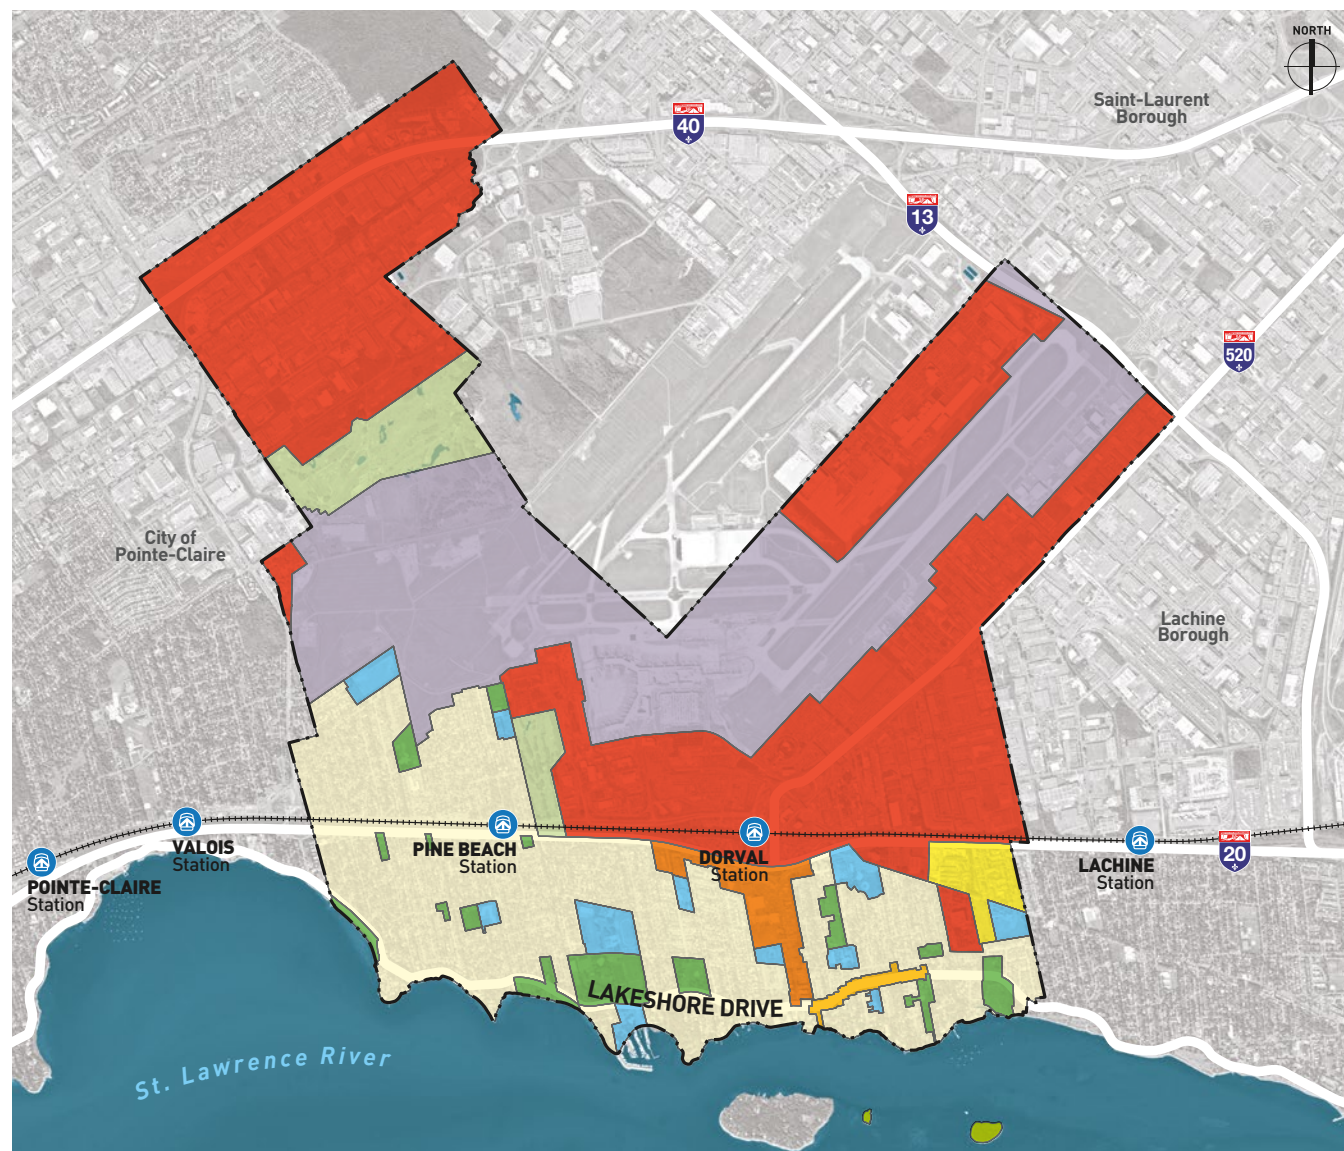 NORTH
Saint-Laurent
Borough
40
13
520
City of
Pointe-Claire
Lachine
Borough
VALOIS
Station
PINE BEACH
Station
DORVAL
Station
LACHINE
Station
20
POINTE-CLAIRE
Station
LAKESHORE DRIVE
St. Lawrence River